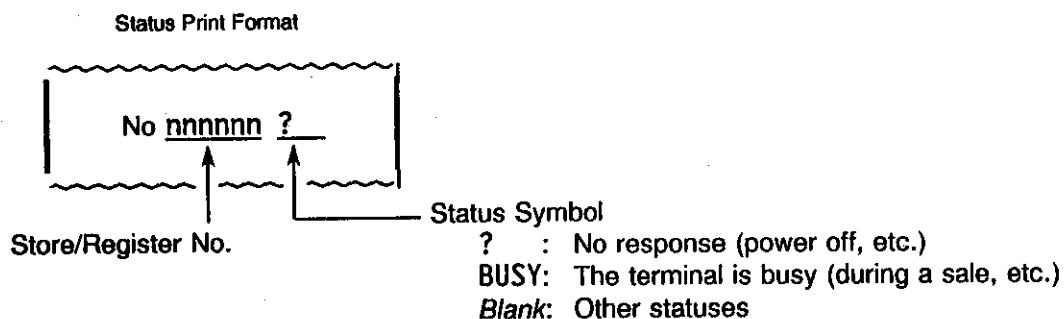 Status Print Format
No nnnnnn ?
Store/Register No.
Status Symbol
? : No response (power off, etc.)
BUSY: The terminal is busy (during a sale, etc.)
Blank: Other statuses